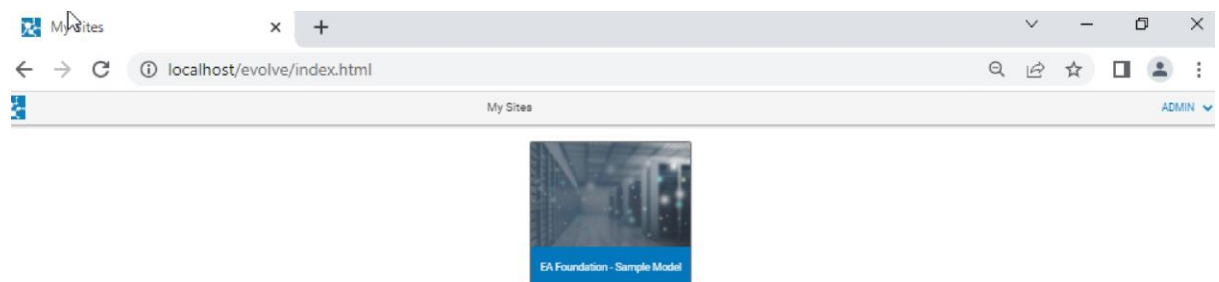 My Sites
localhost/evolve/index.html
My Sites
ADMIN
EA Foundation - Sample Model